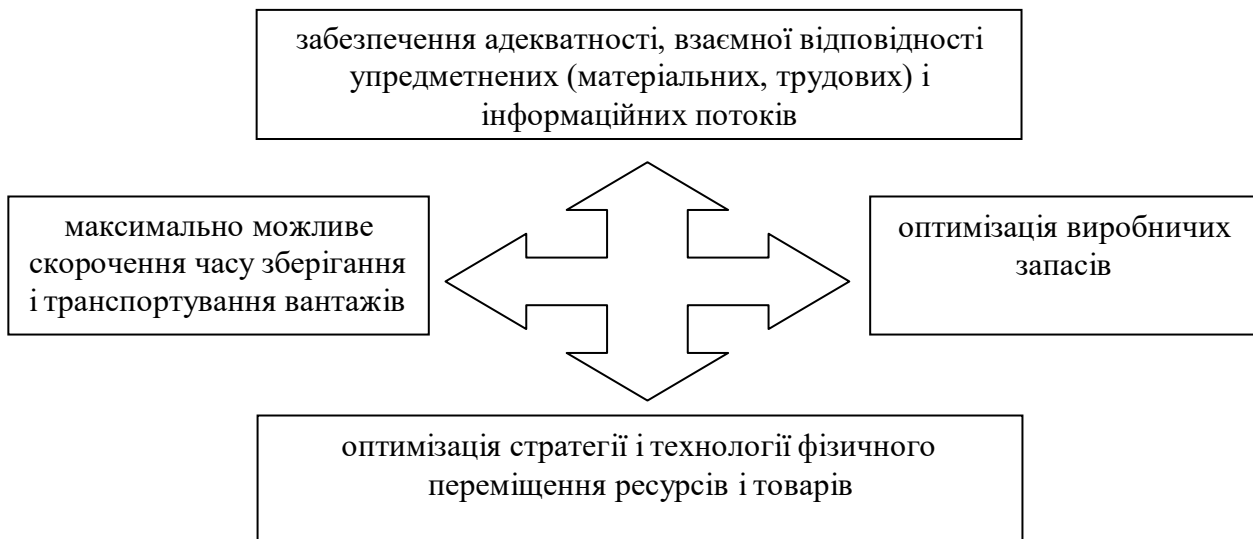 забезпечення адекватності, взаємної відповідності
упредметнених (матеріальних, трудових) і
інформаційних потоків
максимально можливе
скорочення часу зберігання
і транспортування вантажів
оптимізація виробничих
запасів
оптимізація стратегії і технології фізичного
переміщення ресурсів і товарів